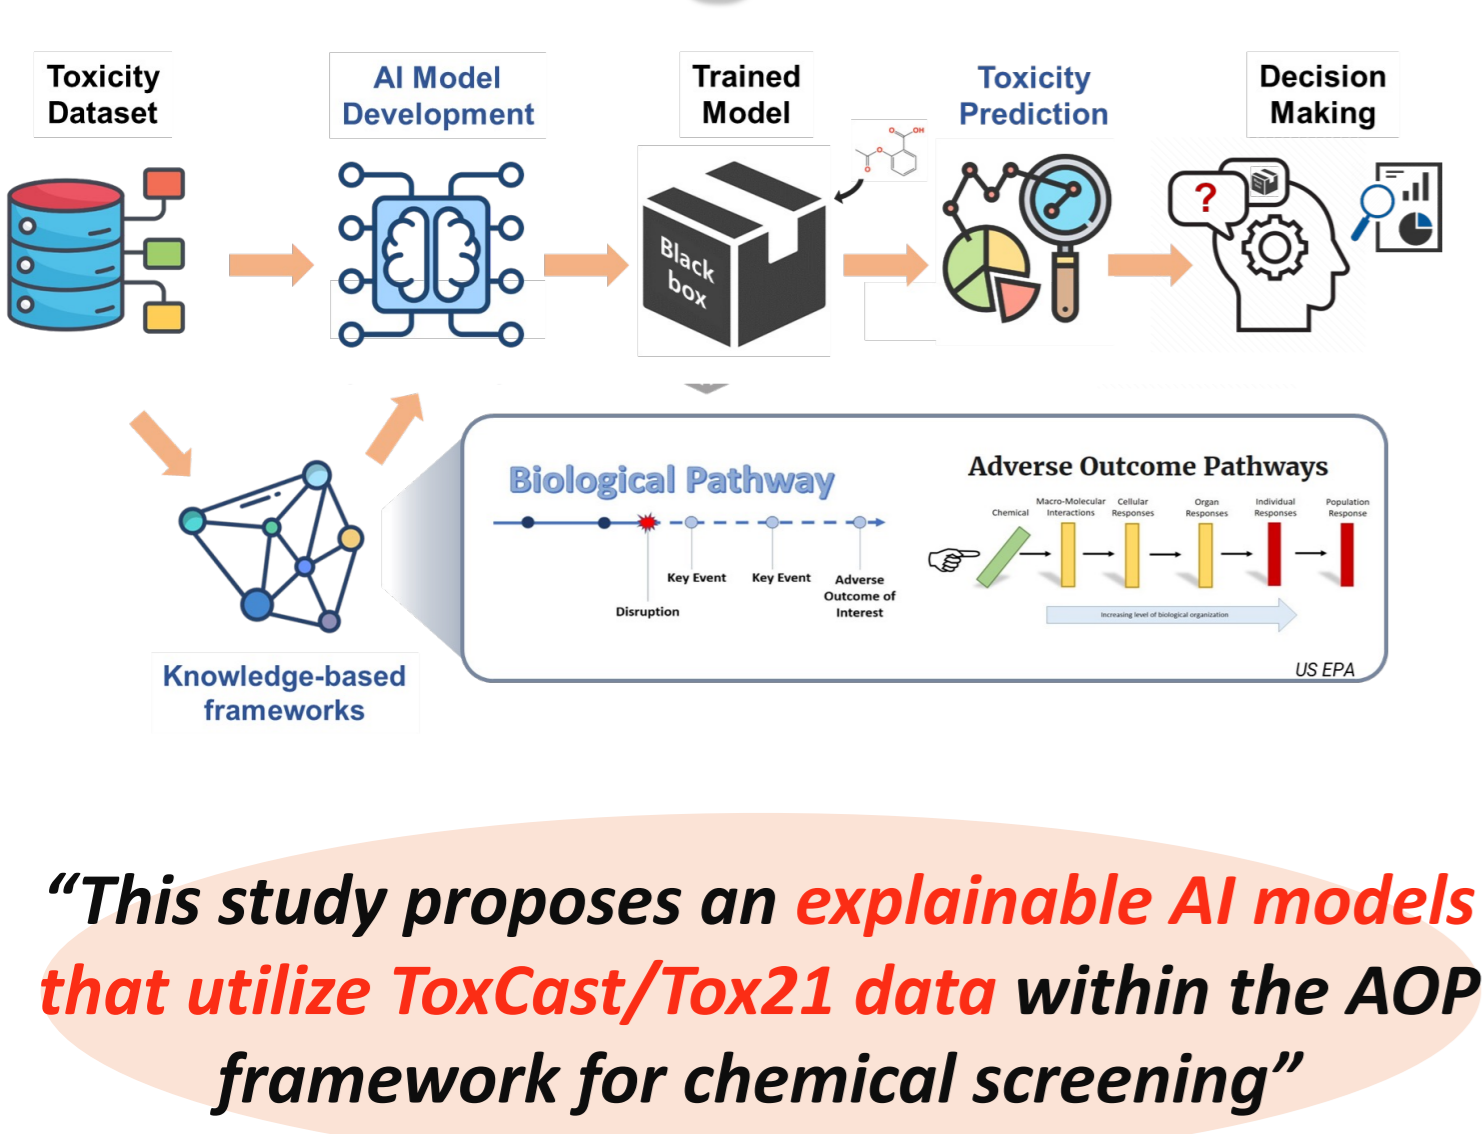 Toxicity
Dataset
AI Model
Development
Trained
Model
Toxicity
Prediction
Decision
Making
OH
O
O
O
?
Black
box
Biological Pathway
Key Event
Key Event
Adverse
Outcome of
Interest
Disruption
Adverse Outcome Pathways
Chemical
Macro-Molecular
Interactions
Cellular
Responses
Organ
Responses
Individual
Responses
Population
Response
Increasing level of biological organization
US EPA
Knowledge-based
frameworks
“This study proposes an explainable AI models
that utilize ToxCast/Tox21 data within the AOP
framework for chemical screening”